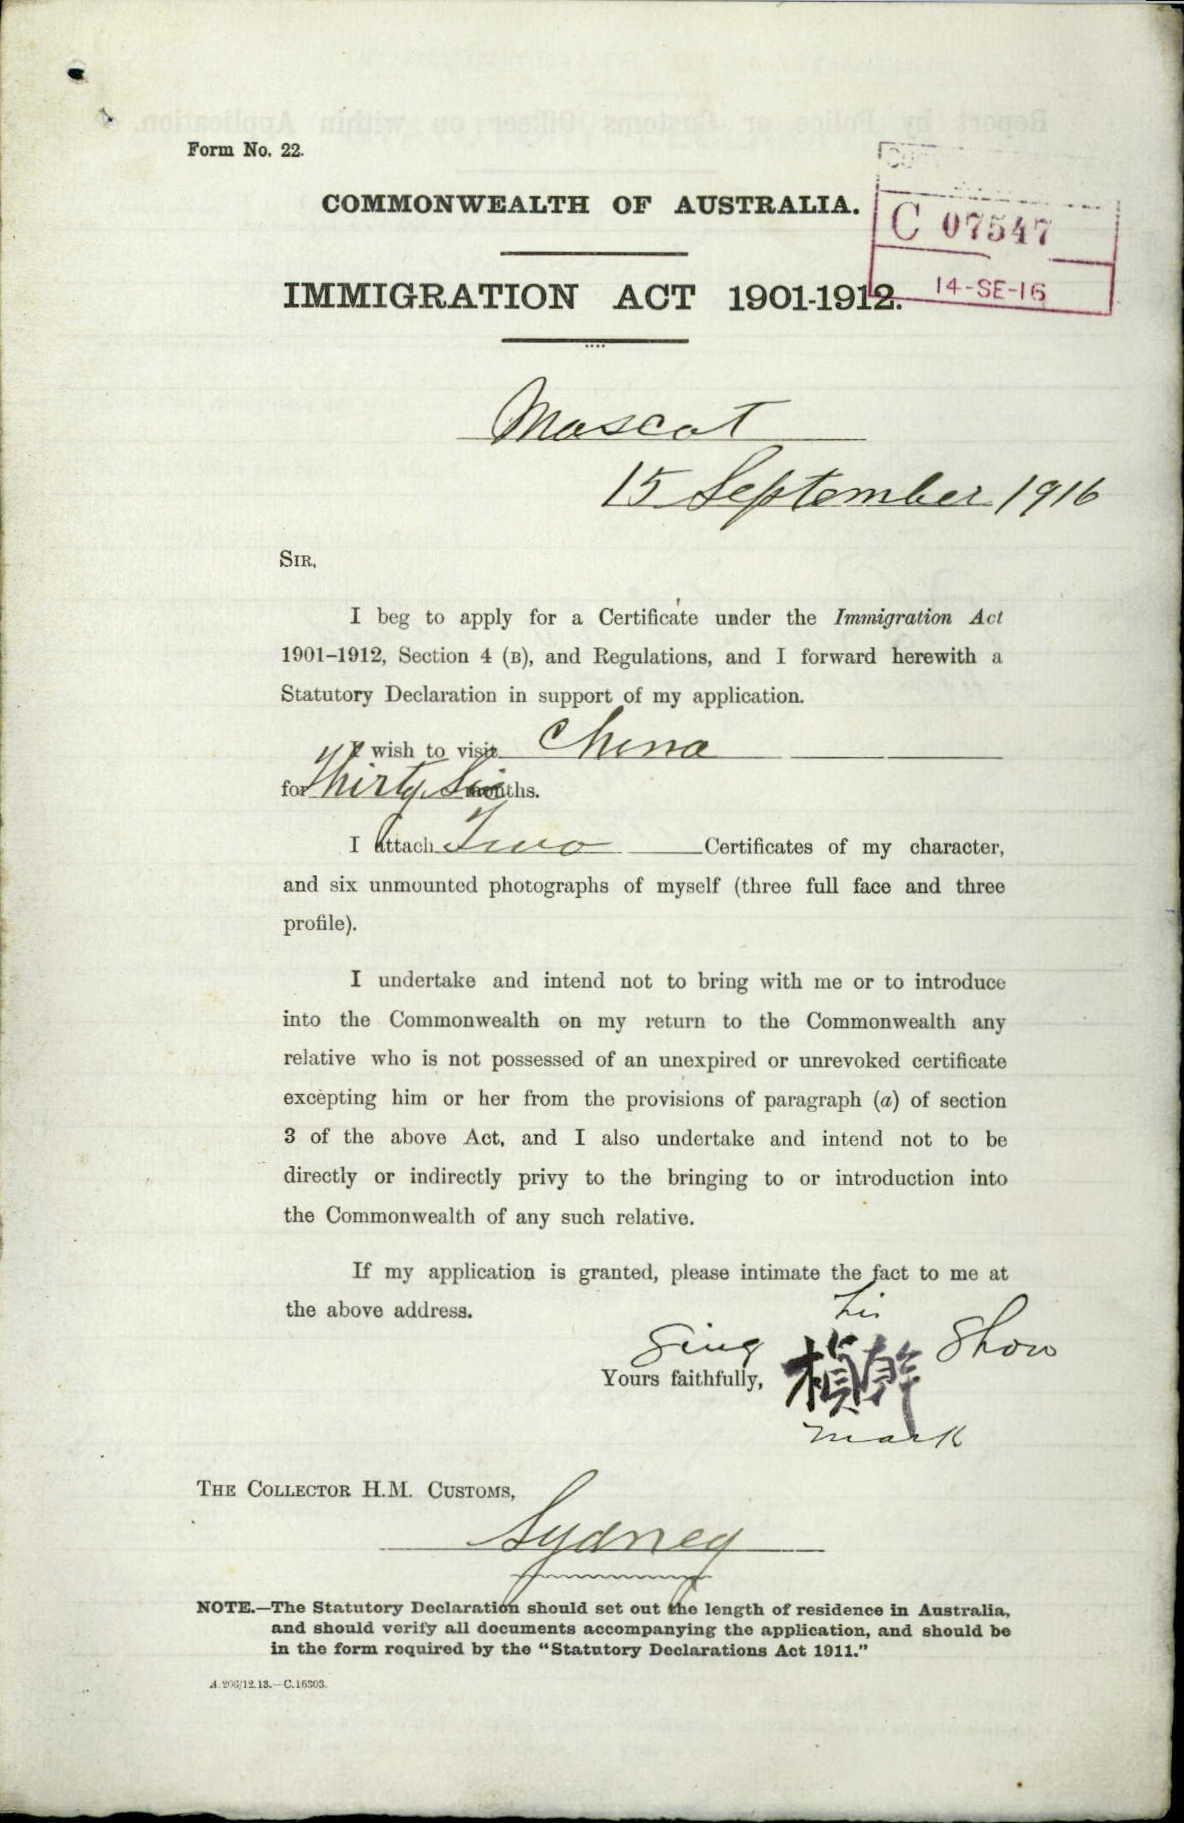 Form No. 22.
COMMONWEALTH OF AUSTRALIA.
C 07547
14-SE-16
IMMIGRATION ACT 1901-1912.
Mascot
15 September 1916
SIR,
I beg to apply for a Certificate under the Immigration Act
1901–1912, Section 4 (B), and Regulations, and I forward herewith a
Statutory Declaration in support of my application.
I wish to visit China
for Thirty Six months.
I attach Two Certificates of my character,
and six unmounted photographs of myself (three full face and three
profile).
I undertake and intend not to bring with me or to introduce
into the Commonwealth on my return to the Commonwealth any
relative who is not possessed of an unexpired or unrevoked certificate
excepting him or her from the provisions of paragraph (a) of section
3 of the above Act, and I also undertake and intend not to be
directly or indirectly privy to the bringing to or introduction into
the Commonwealth of any such relative.
If my application is granted, please intimate the fact to me at
the above address.
his
Sing 槙幹 Show
Yours faithfully,
mark
THE COLLECTOR H.M. CUSTOMS,
Sydney
NOTE.—The Statutory Declaration should set out the length of residence in Australia,
and should verify all documents accompanying the application, and should be
in the form required by the “Statutory Declarations Act 1911.”
A.206/12.13.—C.16303.